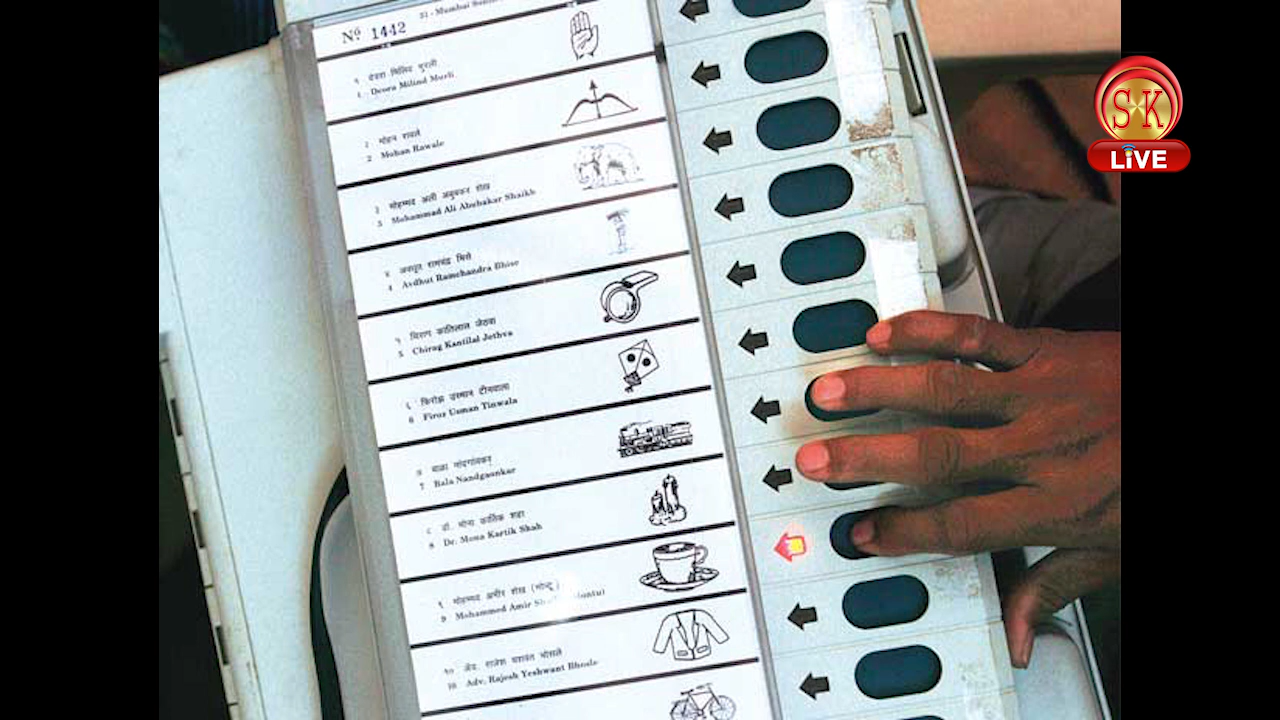 Nº 1442
31 - Mumbai
१ देवरा मिलिंद मुरली
1 Deora Milind Murli
२ मोहन रावले
2 Mohan Rawale
३ मोहम्मद अली अबुबकर शेख
3 Mohammad Ali Abubakar Shaikh
४ अवधूत रामचंद्र भिसे
4 Avdhut Ramchandra Bhise
५ चिराग कांतिलाल जेठवा
5 Chirag Kantilal Jethva
६ फिरोझ उस्मान टीनवाला
6 Firoz Usman Tinwala
७ बाळा नांदगांवकर
7 Bala Nandgaonkar
८ डॉ. मोना कार्तिक शहा
8 Dr. Mona Kartik Shah
९ मोहम्मद अमीर शेख
9 Mohammed Amir
१० अॅड. राजेश यशवंत भोसले
10 Adv. Rajesh Yeshwant Bhosle
SK
LIVE